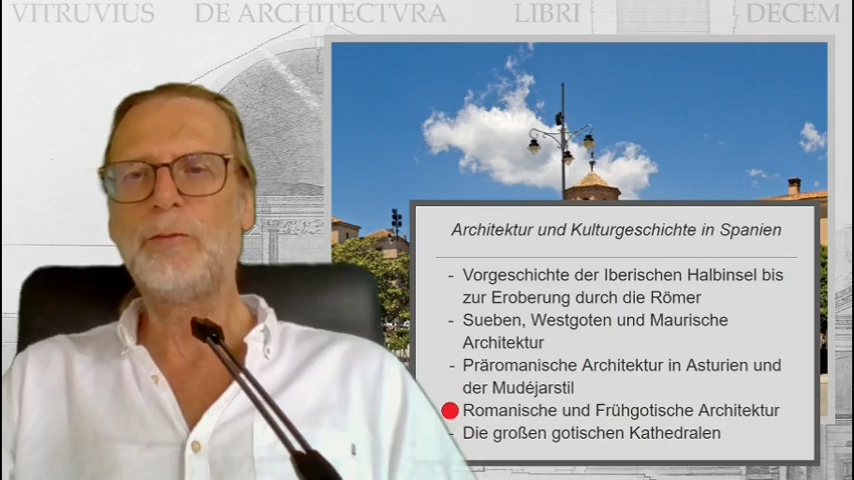 VITRUVIUS DE ARCHITECTVRA LIBRI DECEM
Architektur und Kulturgeschichte in Spanien
- Vorgeschichte der Iberischen Halbinsel bis
zur Eroberung durch die Römer
- Sueben, Westgoten und Maurische
Architektur
- Präromanische Architektur in Asturien und
der Mudéjarstil
Romanische und Frühgotische Architektur
- Die großen gotischen Kathedralen